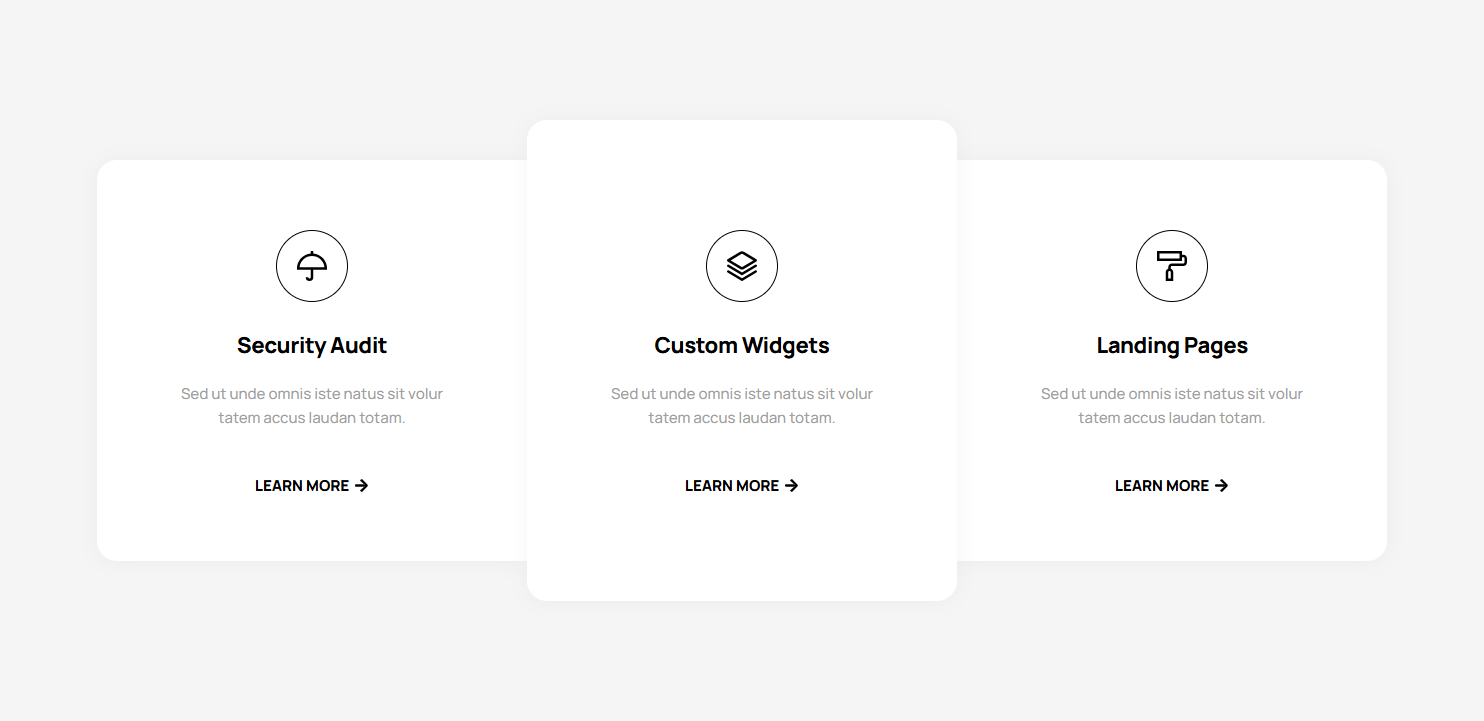 Security Audit
Sed ut unde omnis iste natus sit volur
tatem accus laudan totam.
LEARN MORE
Custom Widgets
Sed ut unde omnis iste natus sit volur
tatem accus laudan totam.
LEARN MORE
Landing Pages
Sed ut unde omnis iste natus sit volur
tatem accus laudan totam.
LEARN MORE